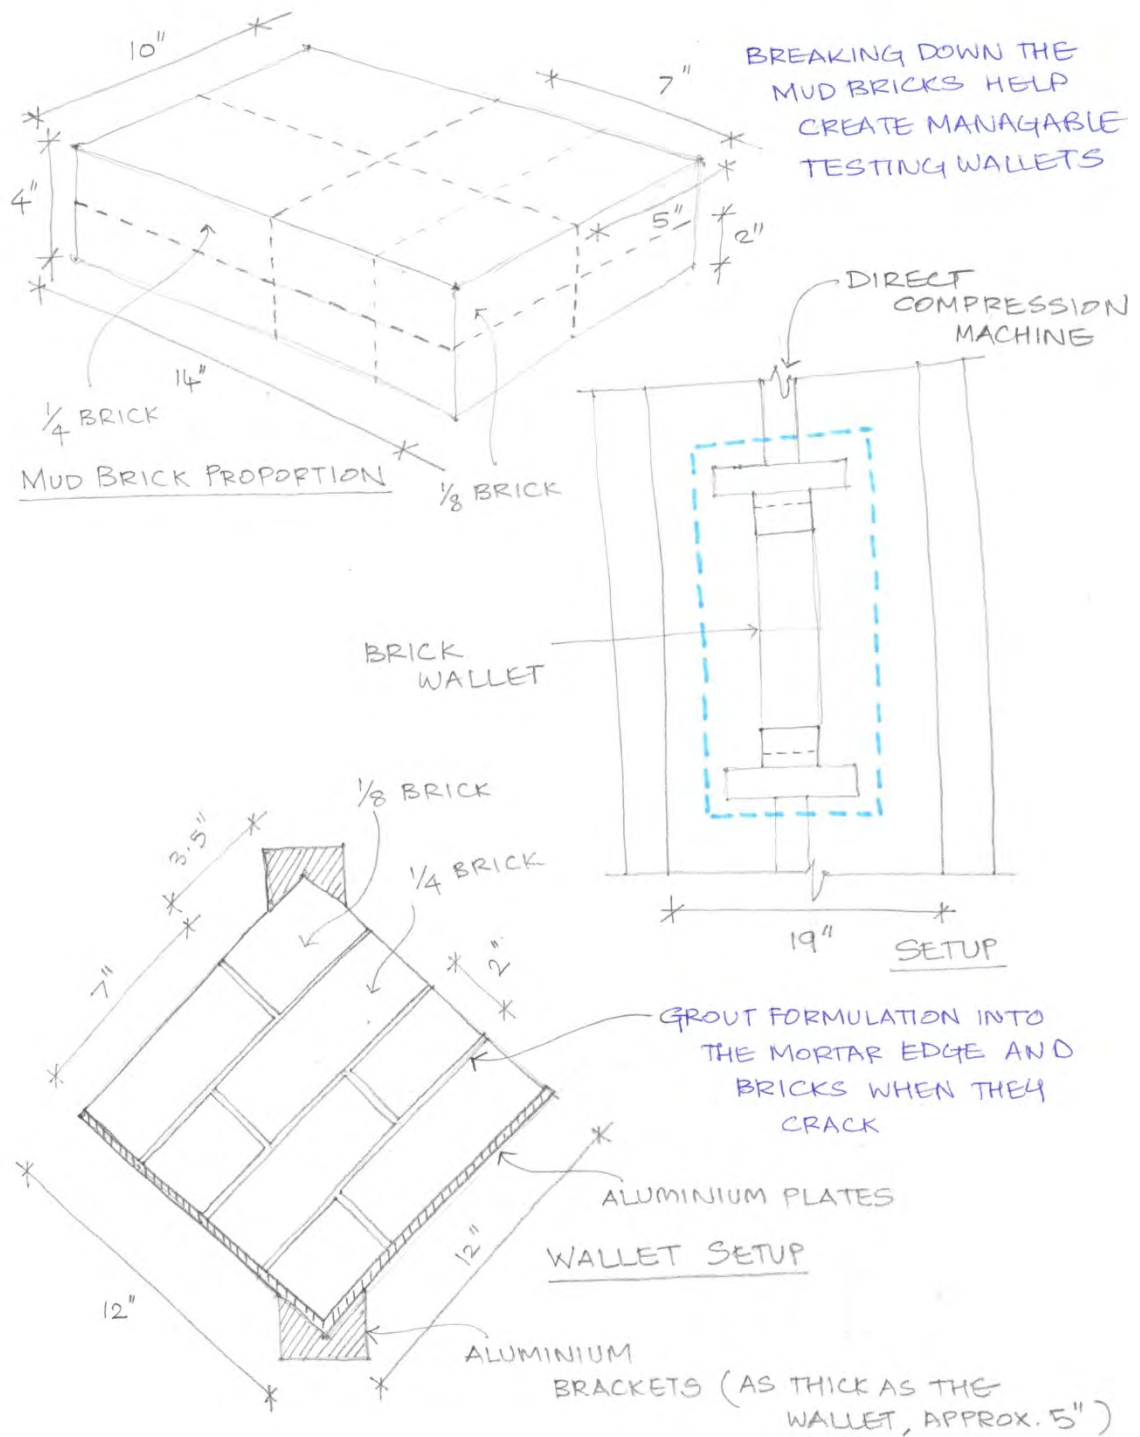 10"
7"
BREAKING DOWN THE
MUD BRICKS HELP
CREATE MANAGABLE
TESTING WALLETS
4"
5"
2"
14"
1/4 BRICK
1/8 BRICK
MUD BRICK PROPORTION
DIRECT
COMPRESSION
MACHINE
BRICK
WALLET
19"
SETUP
1/8 BRICK
1/4 BRICK
3.5"
7"
2"
GROUT FORMULATION INTO
THE MORTAR EDGE AND
BRICKS WHEN THEY
CRACK
ALUMINIUM PLATES
12"
12"
WALLET SETUP
ALUMINIUM
BRACKETS (AS THICK AS THE
WALLET, APPROX. 5")